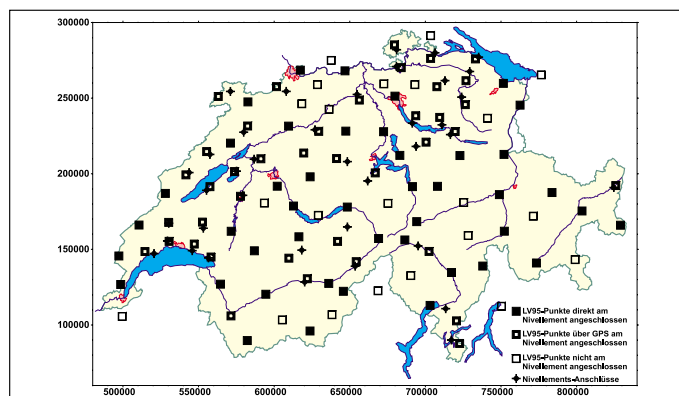 300000
250000
200000
150000
100000
500000 550000 600000 650000 700000 750000 800000
LV95-Punkte direkt am
Nivellement angeschlossen
LV95-Punkte über GPS am
Nivellement angeschlossen
LV95-Punkte nicht am
Nivellement angeschlossen
Nivellements-Anschlüsse